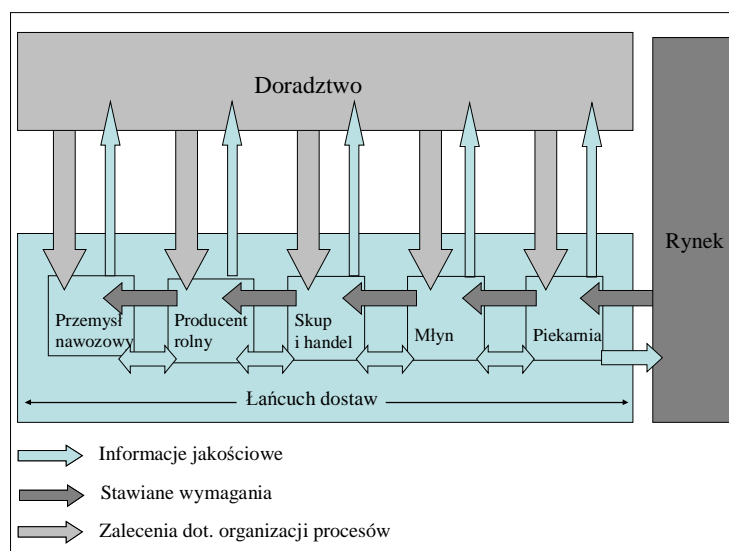 Doradztwo
Rynek
Przemysł
nawozowy
Producent
rolny
Skup
i handel
Młyn
Piekarnia
Łańcuch dostaw
Informacje jakościowe
Stawiane wymagania
Zalecenia dot. organizacji procesów